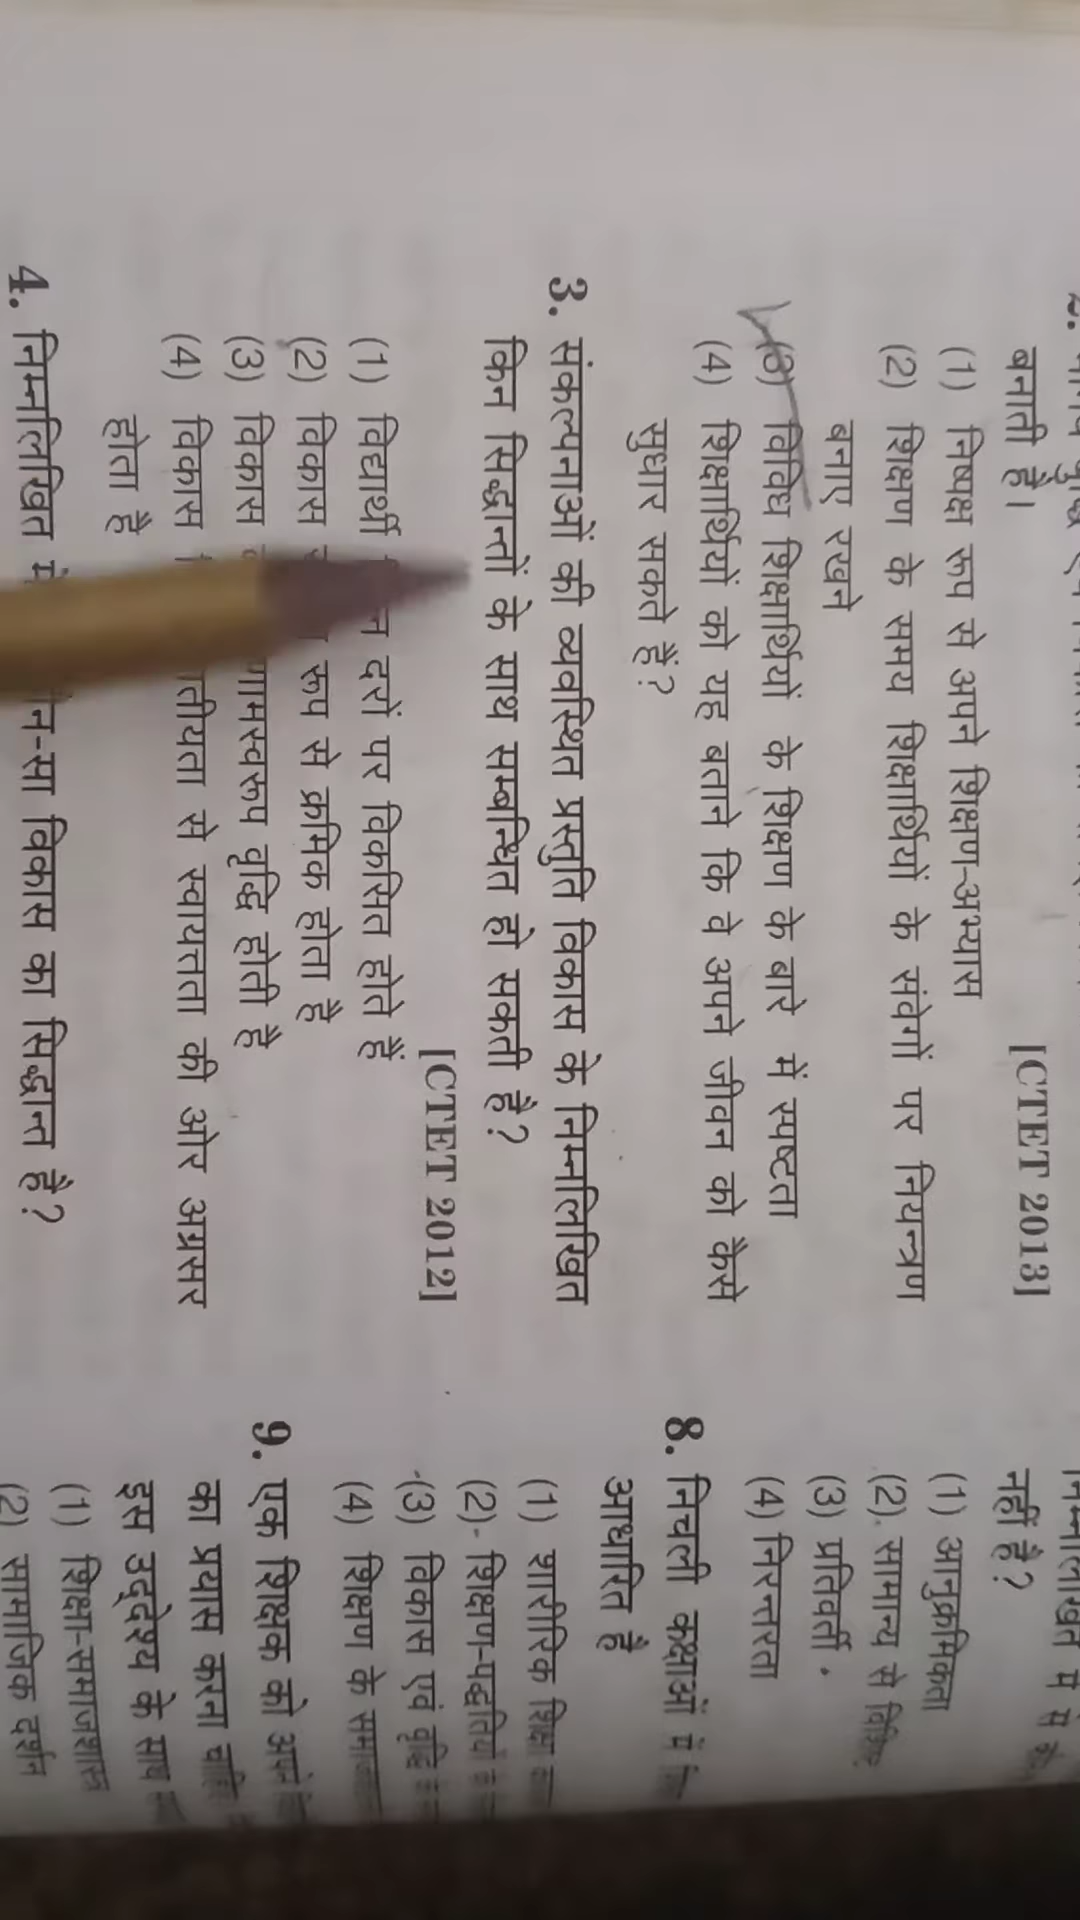 बनाती है।
[CTET 2013]
(1) निष्पक्ष रूप से अपने शिक्षण-अभ्यास
(2) शिक्षण के समय शिक्षार्थियों के संवेगों पर नियन्त्रण
बनाए रखने
(3) विविध शिक्षार्थियों के शिक्षण के बारे में स्पष्टता
(4) शिक्षार्थियों को यह बताने कि वे अपने जीवन को कैसे
सुधार सकते हैं?
3. संकल्पनाओं की व्यवस्थित प्रस्तुति विकास के निम्नलिखित
किन सिद्धान्तों के साथ सम्बन्धित हो सकती है?
[CTET 2012]
(1) विद्यार्थी दरों पर विकसित होते हैं
(2) विकास रूप से क्रमिक होता है
(3) विकास वृद्धि होती है
(4) विकास से स्वायत्तता की ओर अग्रसर
होता है
4. निम्नलिखित में विकास का सिद्धान्त है?
नहीं है?
(1) आनुक्रमिकता
(2) सामान्य से
(3) प्रतिवर्ती
(4) निरन्तरता
8. निचली कक्षाओं में
आधारित है
(1) शारीरिक शिक्षा
(2) शिक्षण-पद्धतियों
(3) विकास एवं वृद्धि
(4) शिक्षण के
9. एक शिक्षक को
का प्रयास करना
इस उद्देश्य के साथ
(1) शिक्षा-समाजशास्त्र
(2) सामाजिक दर्शन